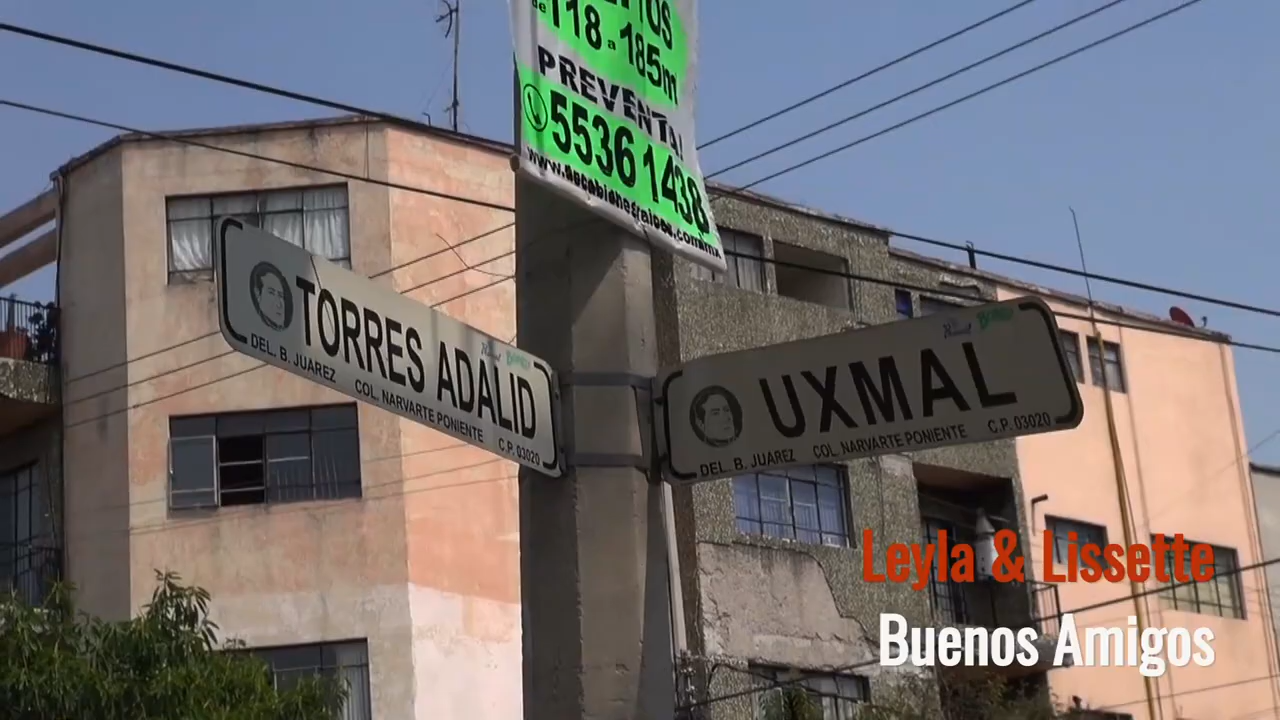 de 118 a 185m
PREVENTA!
5536 1438
TORRES ADALID
DEL. B. JUAREZ COL. NARVARTE PONIENTE C.P. 03020
UXMAL
DEL. B. JUAREZ COL. NARVARTE PONIENTE C.P. 03020
Leyla & Lissette
Buenos Amigos